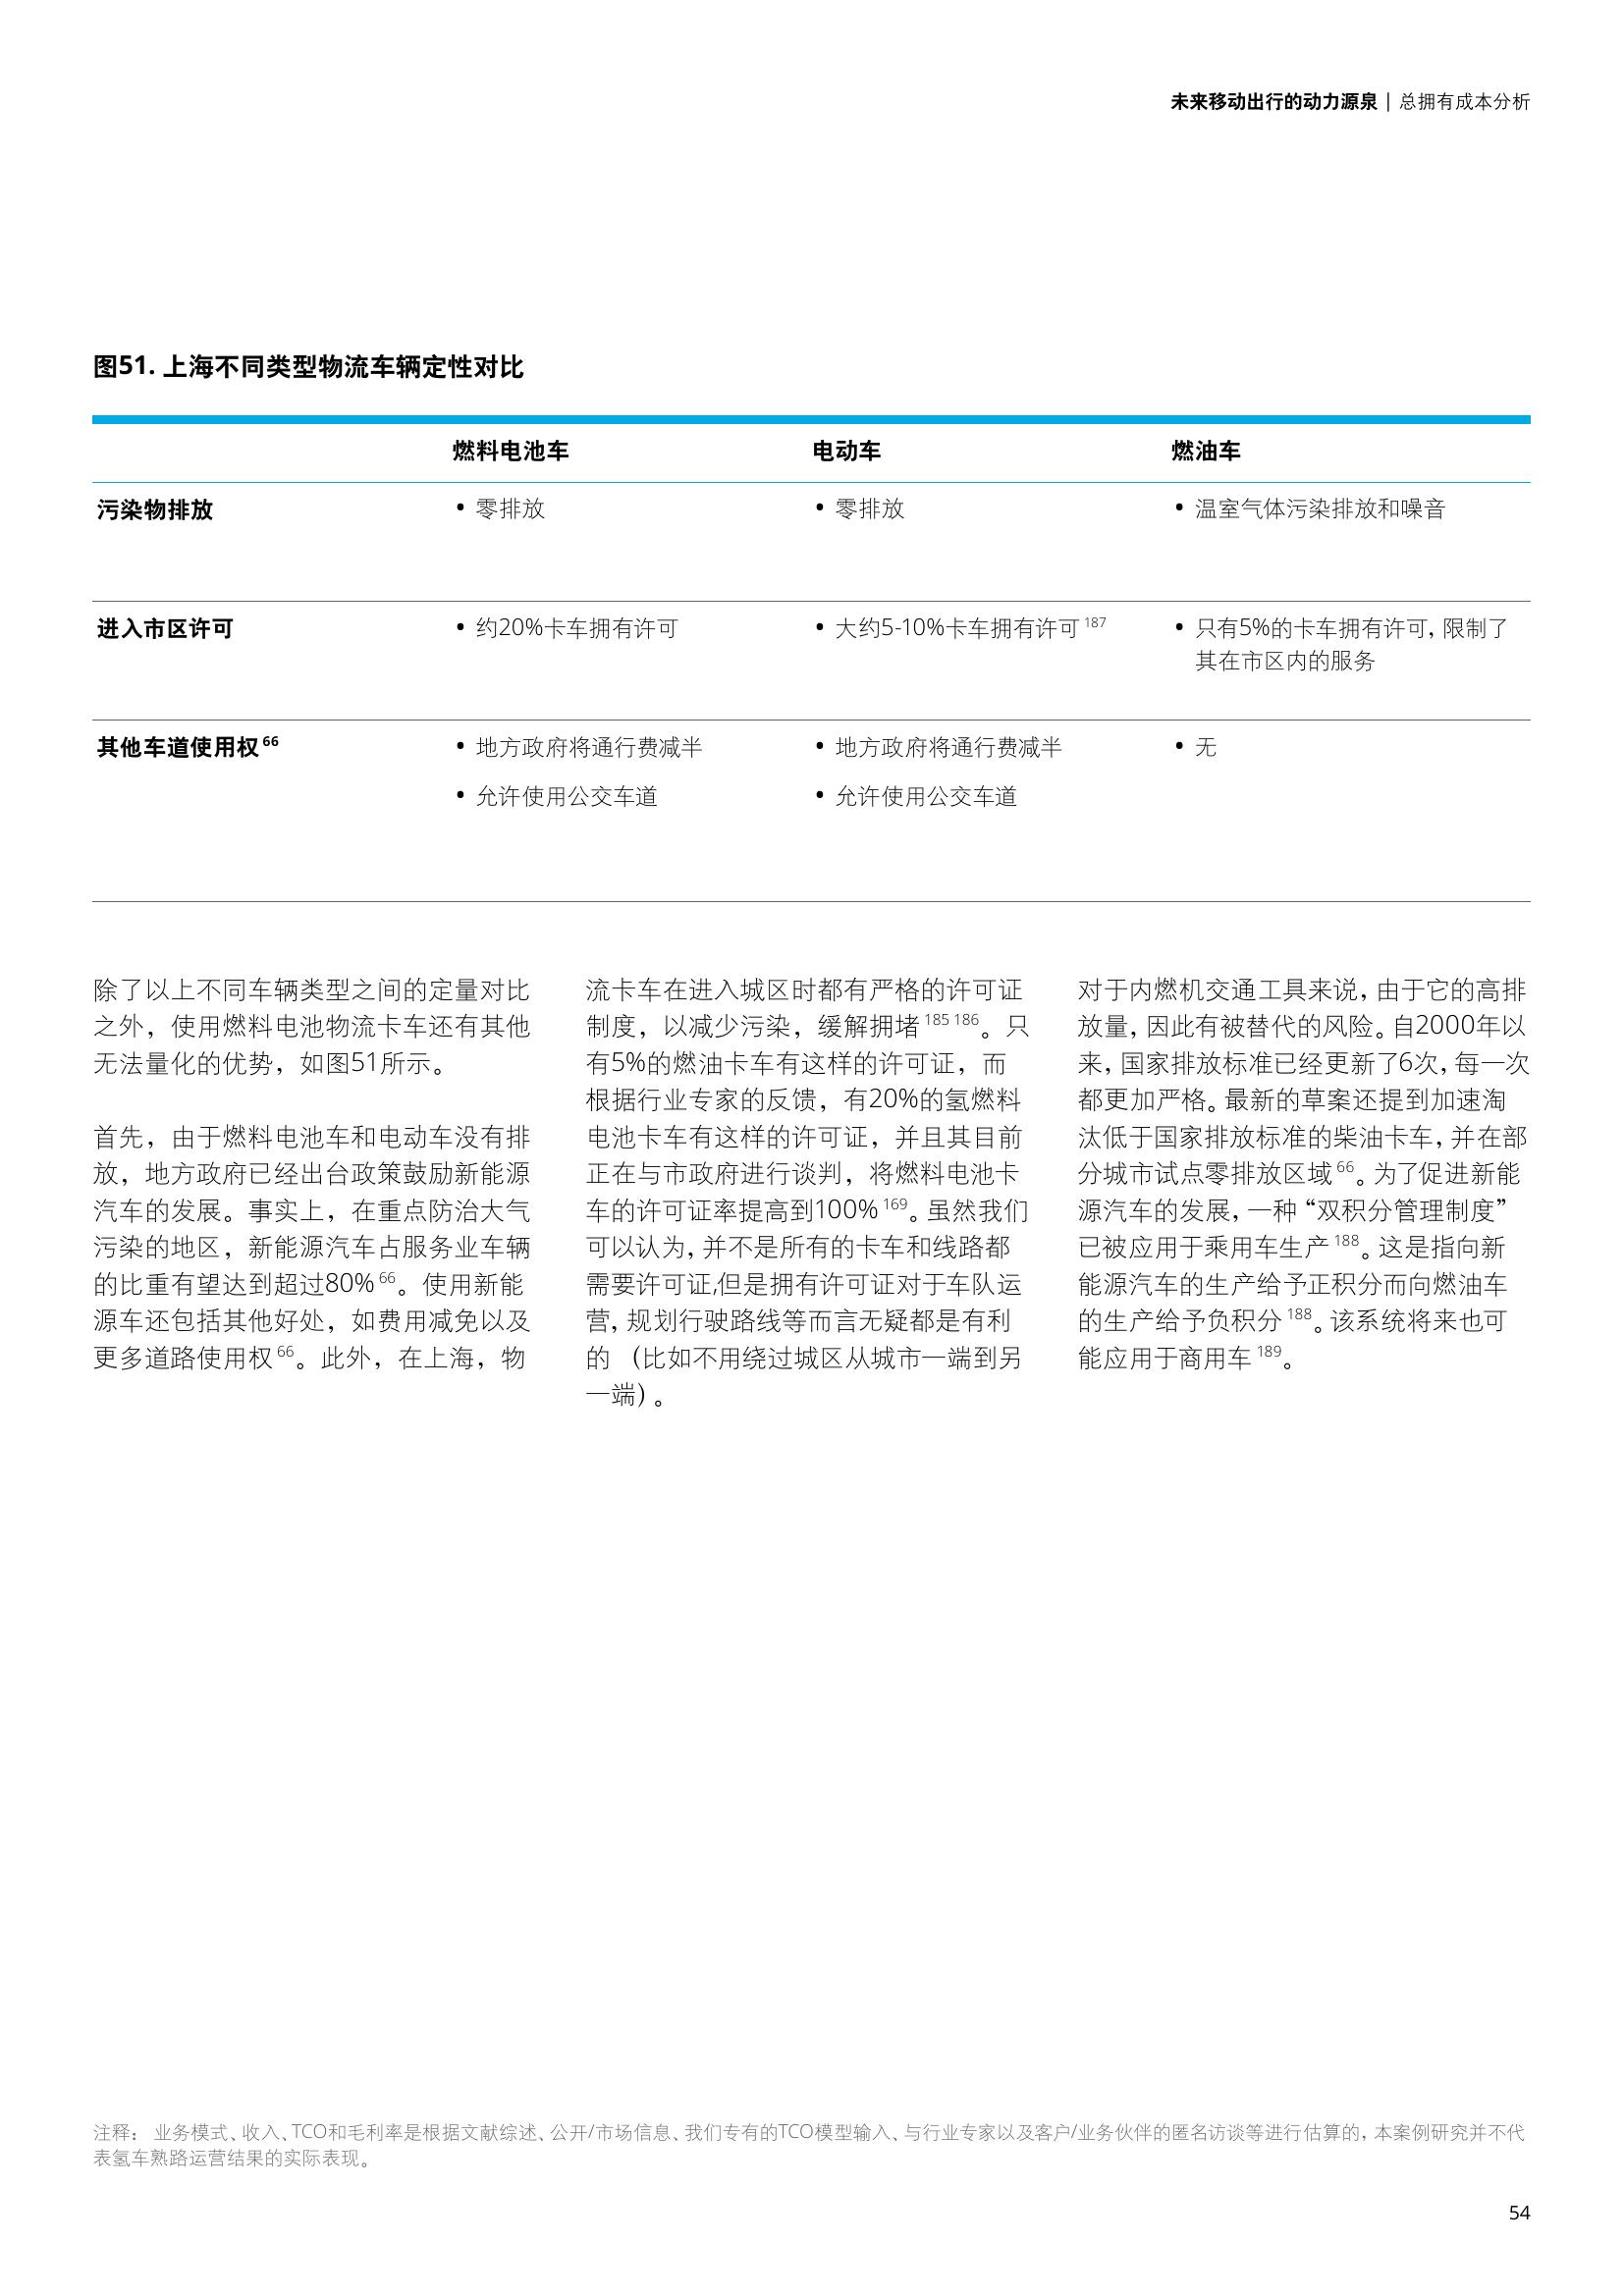 未来移动出行的动力源泉 | 总拥有成本分析
图51. 上海不同类型物流车辆定性对比
燃料电池车 电动车 燃油车
污染物排放 • 零排放 • 零排放 • 温室气体污染排放和噪音
进入市区许可 • 约20%卡车拥有许可 • 大约5-10%卡车拥有许可 187 • 只有5%的卡车拥有许可, 限制了
其在市区内的服务
其他车道使用权 66 • 地方政府将通行费减半 • 地方政府将通行费减半 • 无
• 允许使用公交车道 • 允许使用公交车道
除了以上不同车辆类型之间的定量对比
之外，使用燃料电池物流卡车还有其他
无法量化的优势，如图51所示。
首先，由于燃料电池车和电动车没有排
放，地方政府已经出台政策鼓励新能源
汽车的发展。事实上，在重点防治大气
污染的地区，新能源汽车占服务业车辆
的比重有望达到超过80% 66。使用新能
源车还包括其他好处，如费用减免以及
更多道路使用权 66。此外，在上海，物
流卡车在进入城区时都有严格的许可证
制度，以减少污染，缓解拥堵 185 186。只
有5%的燃油卡车有这样的许可证，而
根据行业专家的反馈，有20%的氢燃料
电池卡车有这样的许可证，并且其目前
正在与市政府进行谈判，将燃料电池卡
车的许可证率提高到100% 169。虽然我们
可以认为, 并不是所有的卡车和线路都
需要许可证,但是拥有许可证对于车队运
营, 规划行驶路线等而言无疑都是有利
的 （比如不用绕过城区从城市一端到另
一端）。
对于内燃机交通工具来说, 由于它的高排
放量, 因此有被替代的风险。自2000年以
来, 国家排放标准已经更新了6次, 每一次
都更加严格。最新的草案还提到加速淘
汰低于国家排放标准的柴油卡车, 并在部
分城市试点零排放区域 66。为了促进新能
源汽车的发展, 一种 “双积分管理制度”
已被应用于乘用车生产 188。这是指向新
能源汽车的生产给予正积分而向燃油车
的生产给予负积分 188。该系统将来也可
能应用于商用车 189。
注释： 业务模式、收入、TCO和毛利率是根据文献综述、公开/市场信息、我们专有的TCO模型输入、与行业专家以及客户/业务伙伴的匿名访谈等进行估算的, 本案例研究并不代
表氢车熟路运营结果的实际表现。
54